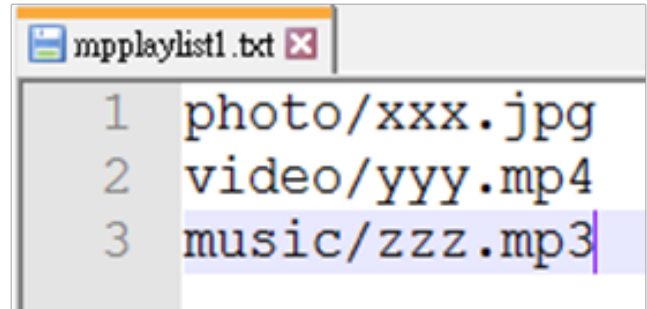 mpplaylist1.txt
1 photo/xxx.jpg
2 video/yyy.mp4
3 music/zzz.mp3